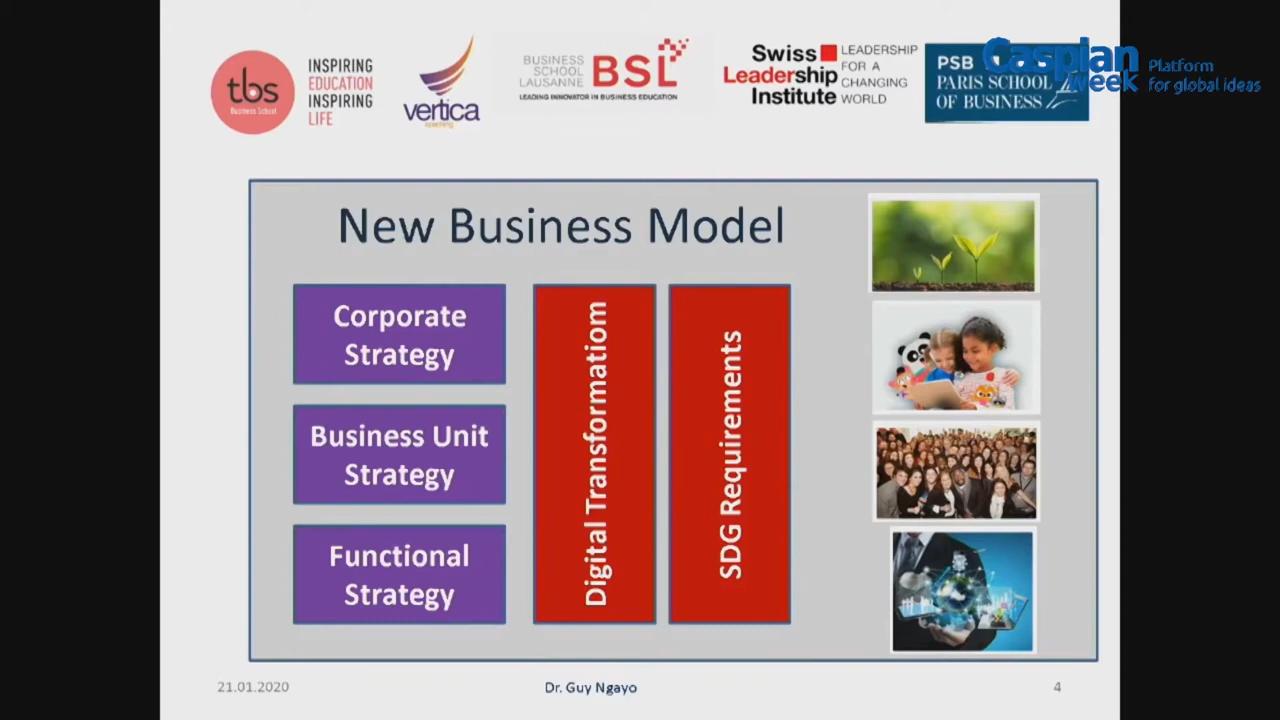 tbs
Business School
INSPIRING
EDUCATION
INSPIRING
LIFE
vertica
BUSINESS
SCHOOL
LAUSANNE
BSL
LEADING INNOVATOR IN BUSINESS EDUCATION
Swiss
Leadership
Institute
LEADERSHIP
FOR A
CHANGING
WORLD
PSB
PARIS SCHOOL
OF BUSINESS
Caspian
Week
Platform
for global ideas
New Business Model
Corporate
Strategy
Business Unit
Strategy
Functional
Strategy
Digital Transformatiom
SDG Requirements
21.01.2020
Dr. Guy Ngayo
4